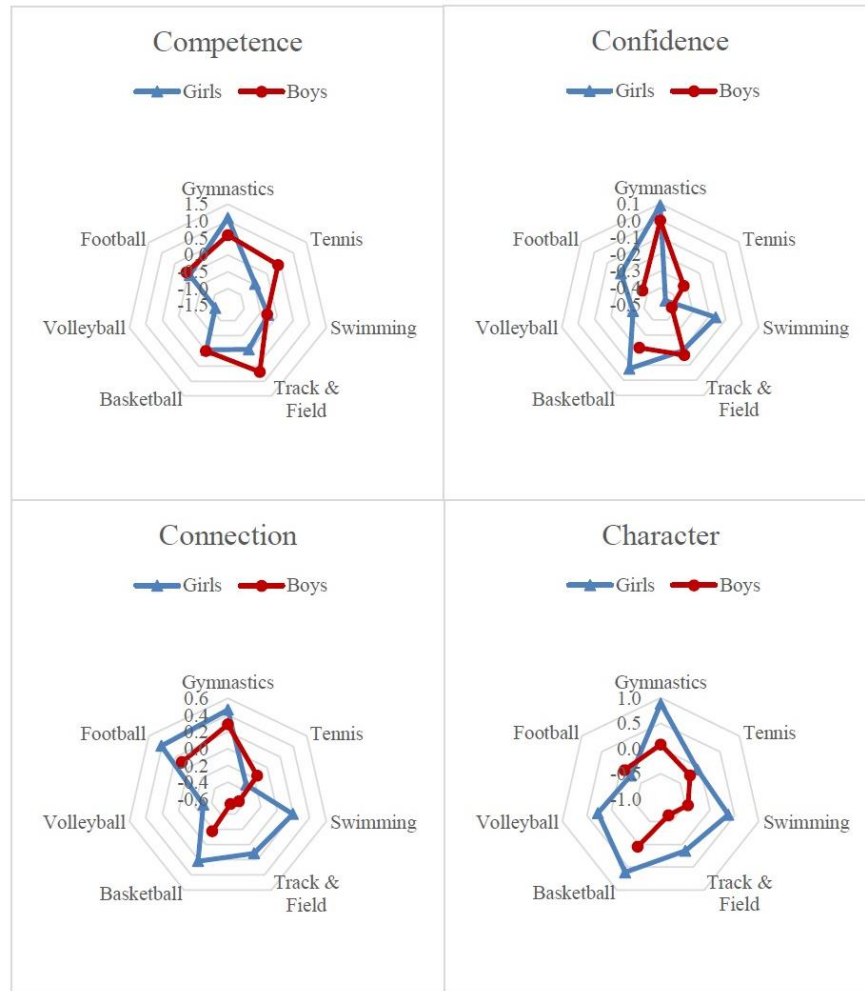 Competence
Girls Boys
Gymnastics
1.5
1.0
0.5
0.0
-0.5
-1.0
-1.5
Tennis
Swimming
Track &
Field
Basketball
Volleyball
Football
Confidence
Girls Boys
Gymnastics
0.1
0.0
-0.1
-0.2
-0.3
-0.4
-0.5
Tennis
Swimming
Track &
Field
Basketball
Volleyball
Football
Connection
Girls Boys
Gymnastics
0.6
0.4
0.2
0.0
-0.2
-0.4
-0.6
Tennis
Swimming
Track &
Field
Basketball
Volleyball
Football
Character
Girls Boys
Gymnastics
1.0
0.5
0.0
-0.5
-1.0
Tennis
Swimming
Track &
Field
Basketball
Volleyball
Football